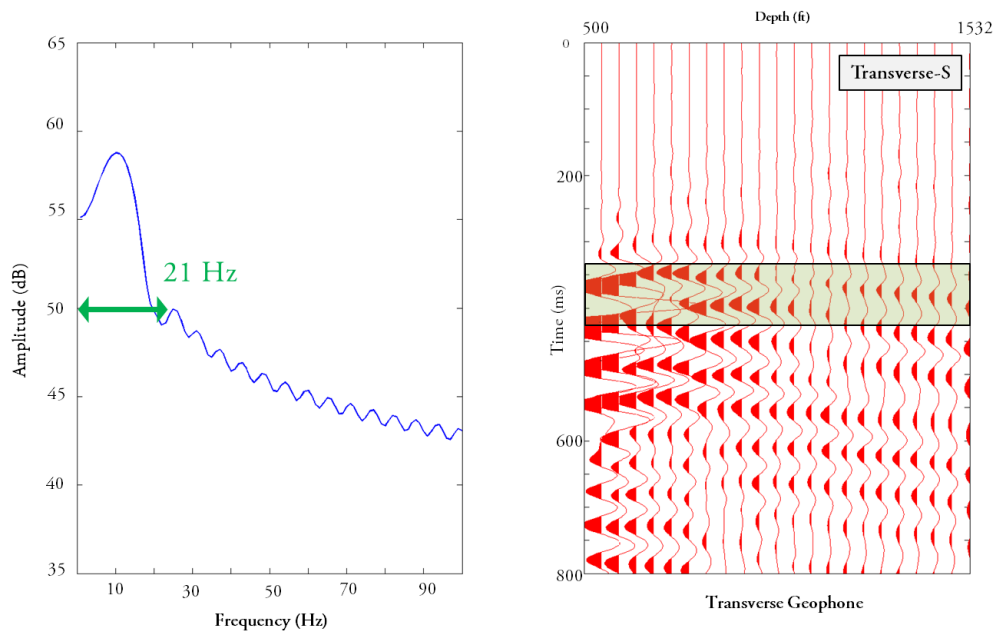 65
60
55
50
45
40
35
10
30
50
70
90
Amplitude (dB)
Frequency (Hz)
21 Hz
Depth (ft)
500
1532
0
200
600
800
Time (ms)
Transverse-S
Transverse Geophone